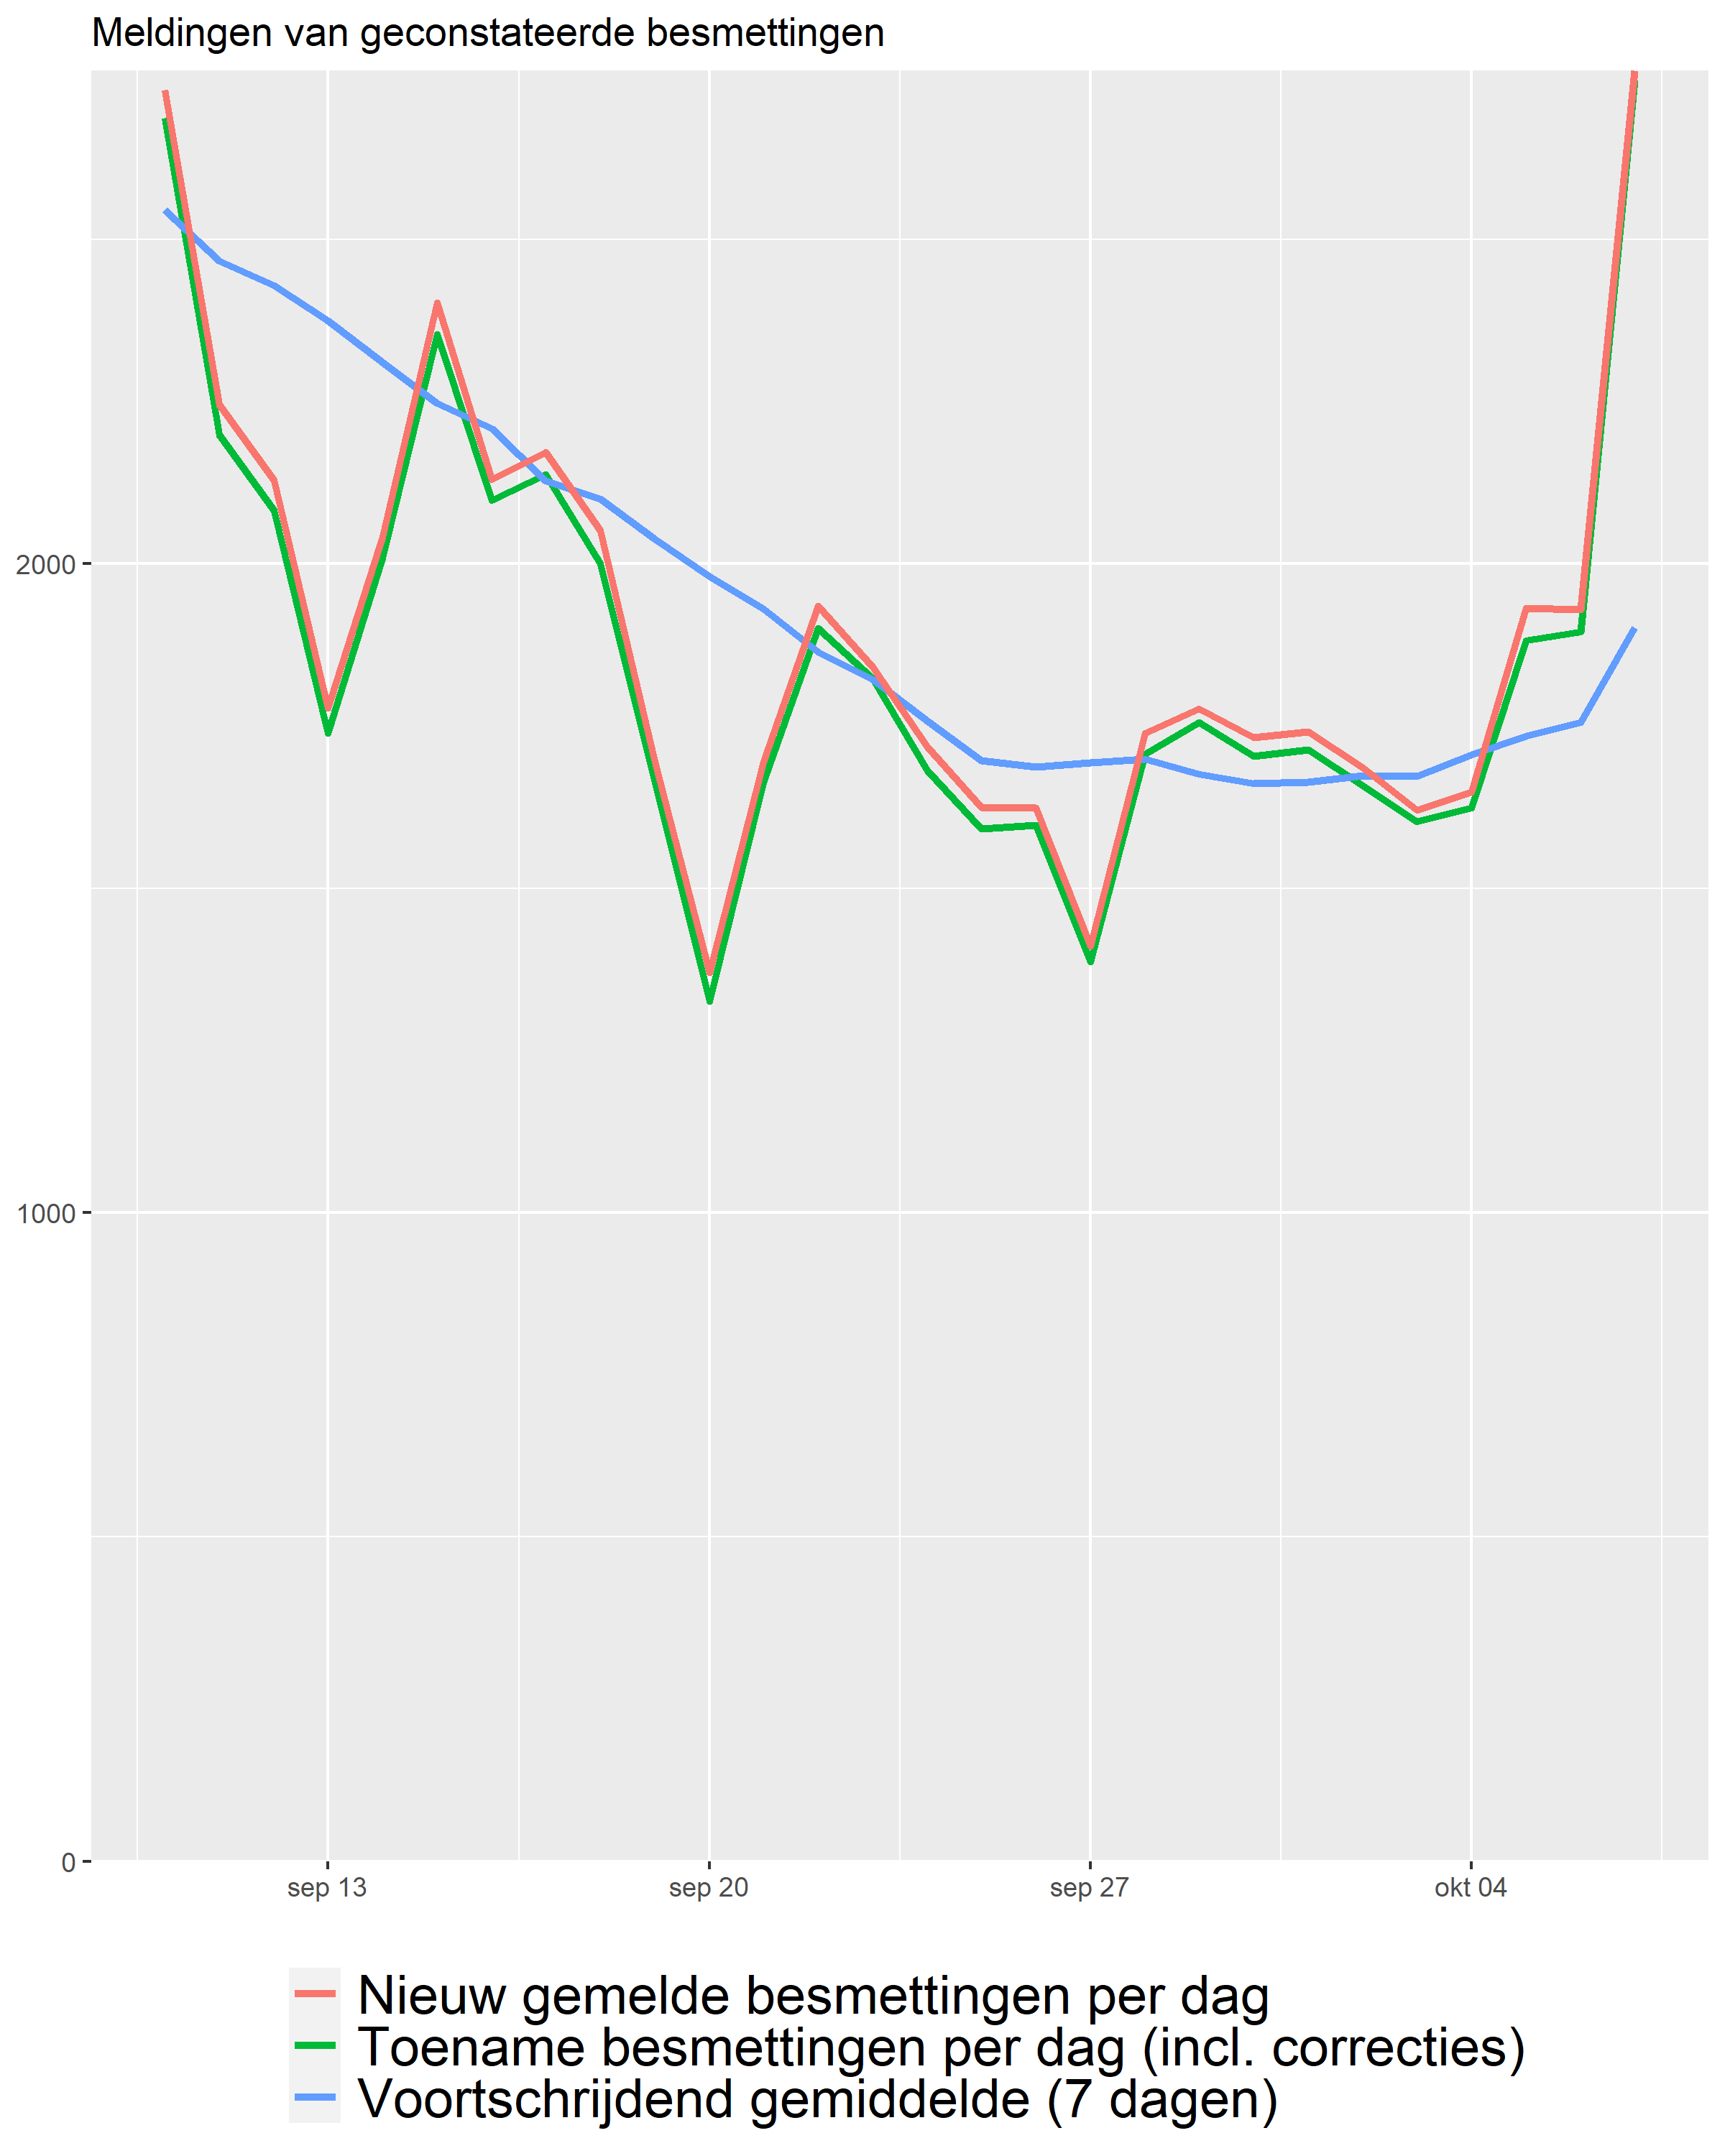 Meldingen van geconstateerde besmettingen
2000
1000
0
sep 13
sep 20
sep 27
okt 04
Nieuw gemelde besmettingen per dag
Toename besmettingen per dag (incl. correcties)
Voortschrijdend gemiddelde (7 dagen)